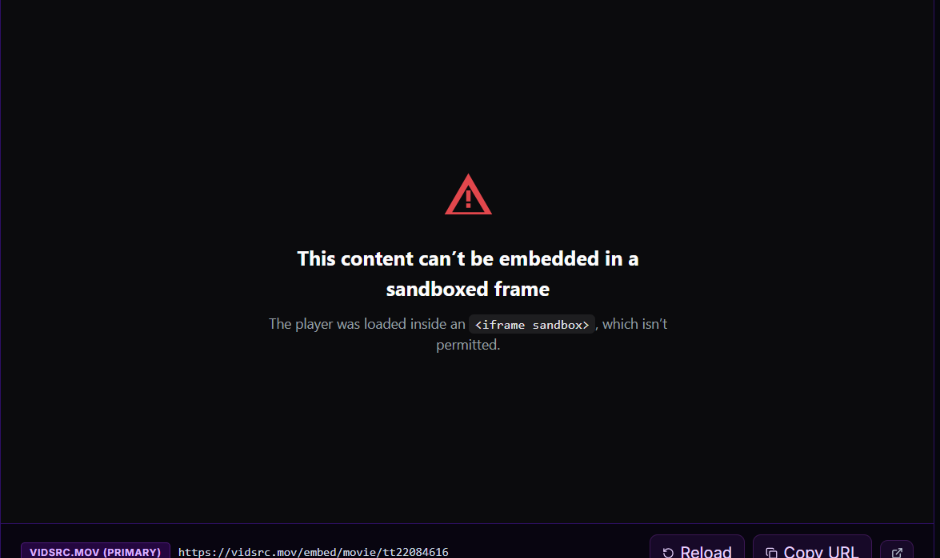 This content can’t be embedded in a
sandboxed frame
The player was loaded inside an <iframe sandbox>, which isn’t
permitted.
VIDSRC.MOV (PRIMARY) https://vidsrc.mov/embed/movie/tt22084616 Reload Copy URL